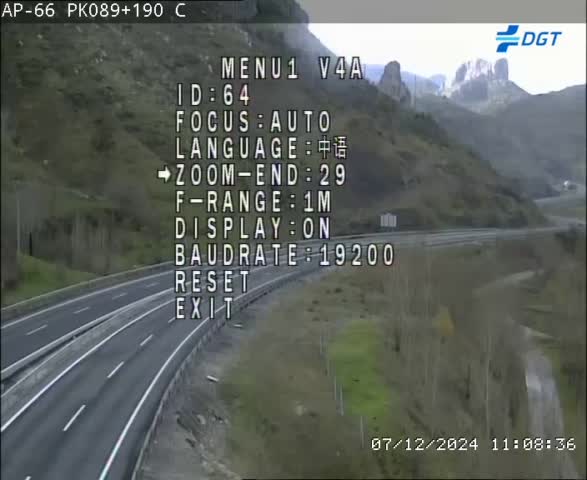 AP-66 PK089+190 C
DGT
MENU1 V4A
ID:64
FOCUS:AUTO
LANGUAGE:中语
➡ZOOM-END:29
F-RANGE:1M
DISPLAY:ON
BAUDRATE:19200
RESET
EXIT
07/12/2024 11:08:36